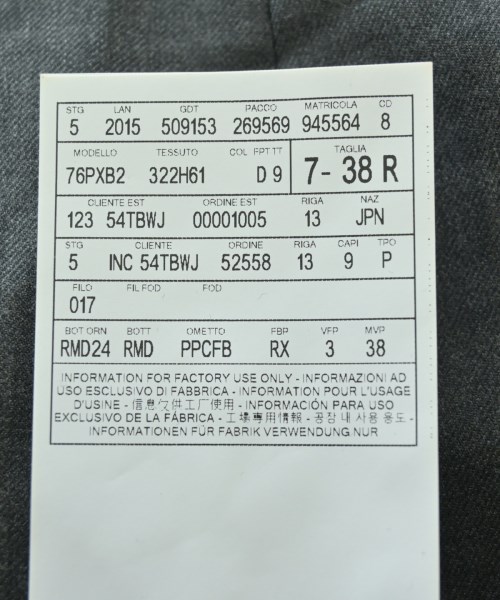 STG LAN GDT PACCO MATRICOLA CD
5 2015 509153 269569 945564 8
MODELLO TESSUTO COL FPT TT TAGLIA
76PXB2 322H61 D 9 7- 38 R
CLIENTE EST ORDINE EST RIGA NAZ
123 54TBWJ 00001005 13 JPN
STG CLIENTE ORDINE RIGA CAPI TPO
5 INC 54TBWJ 52558 13 9 P
FILO FIL FOD FOD
017
BOT ORN BOTT OMETTO FBP VFP MVP
RMD24 RMD PPCFB RX 3 38
INFORMATION FOR FACTORY USE ONLY - INFORMAZIONI AD
USO ESCLUSIVO DI FABBRICA - INFORMATION POUR L'USAGE
D'USINE - 信息仅供工厂使用 - INFORMACIÓN PARA USO
EXCLUSIVO DE LA FÁBRICA - 工場専用情報 - 공장 내 사용 용도 -
INFORMATIONEN FÜR FABRIK VERWENDUNG NUR